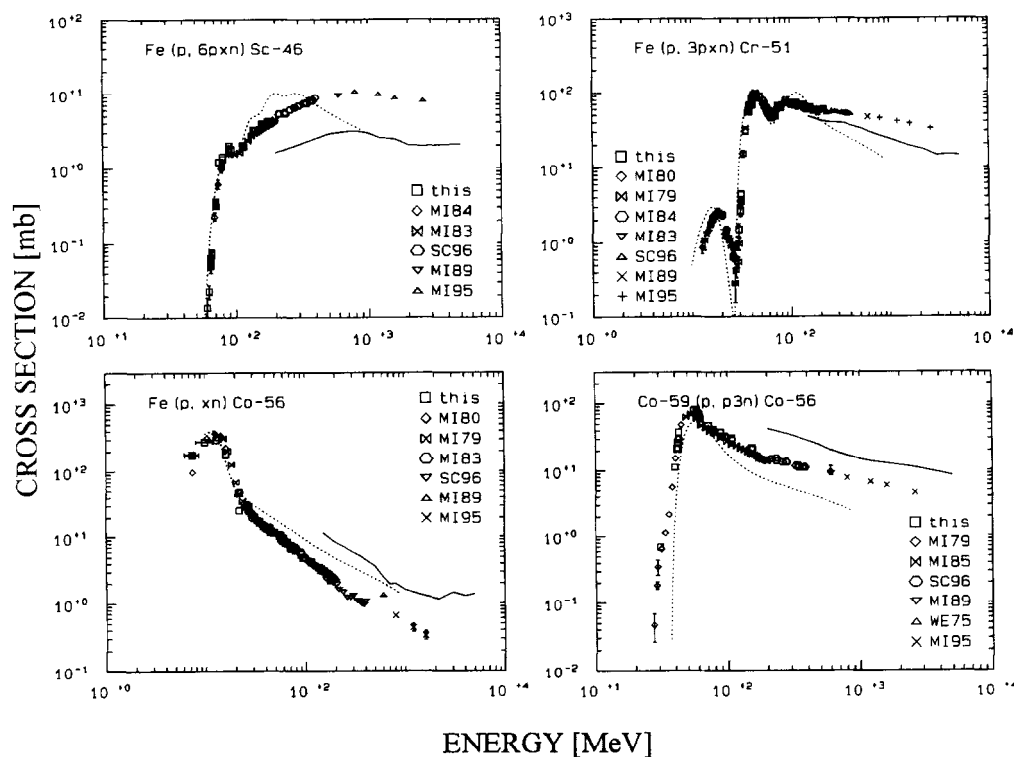 CROSS SECTION [mb]
10 +2
10 +1
10 +0
10 -1
10 -2
Fe (p, 6pxn) Sc-46
this
MI84
MI83
SC96
MI89
MI95
10 +1
10 +2
10 +3
10 +4
10 +3
10 +2
10 +1
10 +0
10 -1
Fe (p, 3pxn) Cr-51
this
MI80
MI79
MI84
MI83
SC96
MI89
MI95
10 +0
10 +2
10 +4
10 +3
10 +2
10 +1
10 +0
10 -1
Fe (p, xn) Co-56
this
MI80
MI79
MI83
SC96
MI89
MI95
10 +0
10 +2
10 +4
10 +2
10 +1
10 +0
10 -1
10 -2
Co-59 (p, p3n) Co-56
this
MI79
MI85
SC96
MI89
WE75
MI95
10 +1
10 +2
10 +3
10 +4
ENERGY [MeV]